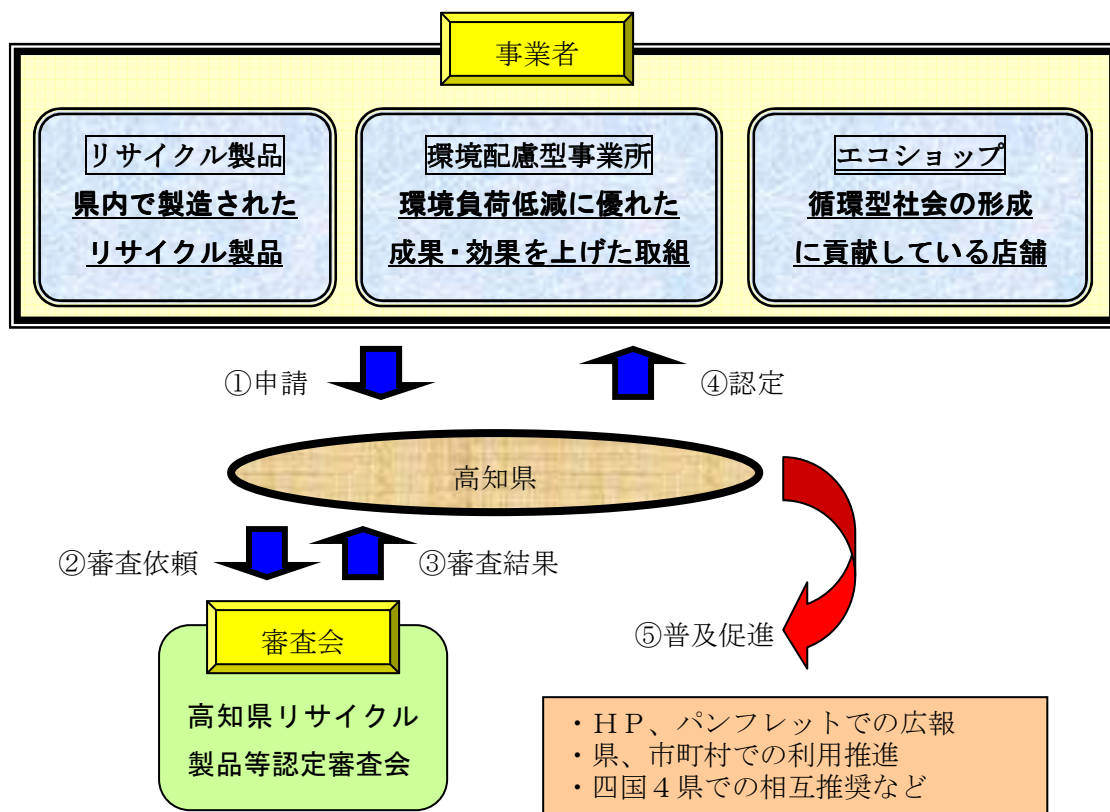 事業者
リサイクル製品
県内で製造された
リサイクル製品
環境配慮型事業所
環境負荷低減に優れた
成果・効果を上げた取組
エコショップ
循環型社会の形成
に貢献している店舗
①申請
④認定
高知県
②審査依頼
③審査結果
審査会
高知県リサイクル
製品等認定審査会
⑤普及促進
・ＨＰ、パンフレットでの広報
・県、市町村での利用推進
・四国４県での相互推奨など